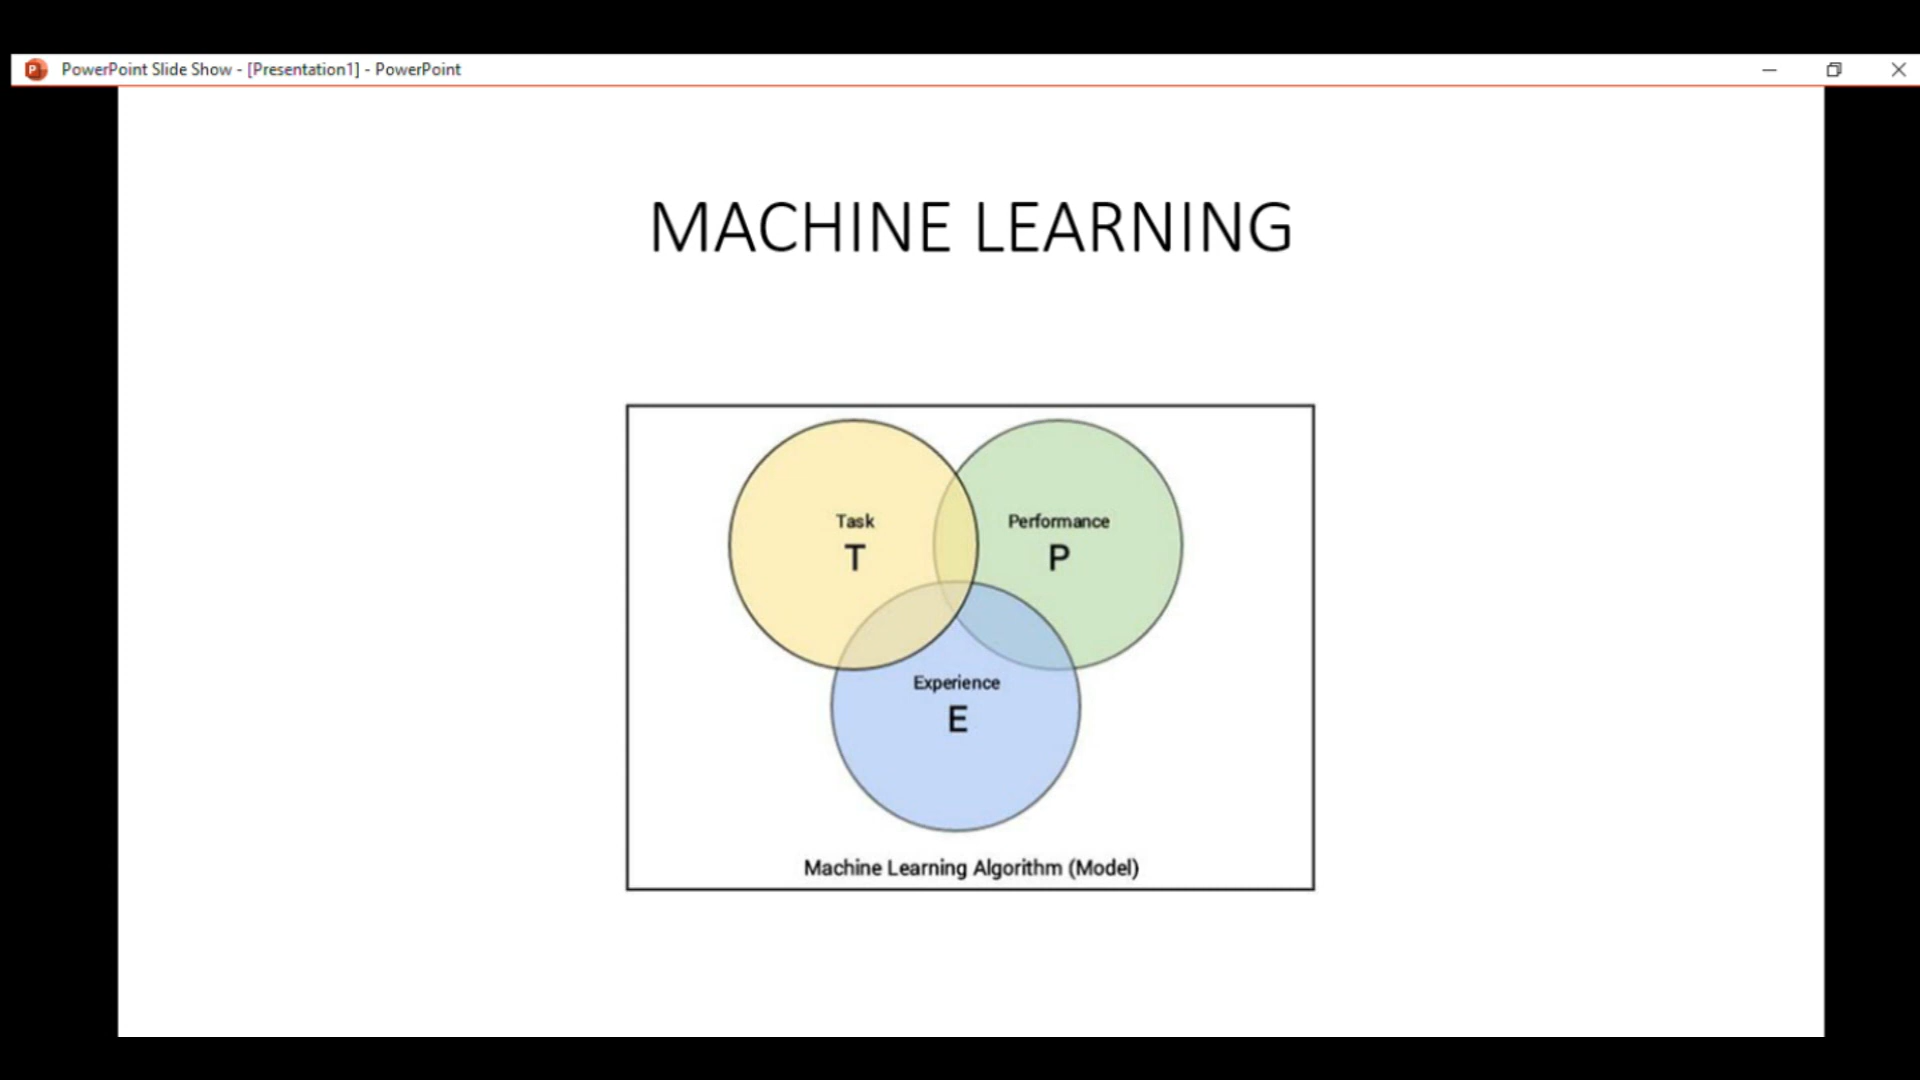 PowerPoint Slide Show - [Presentation1] - PowerPoint
MACHINE LEARNING
Task
T
Performance
P
Experience
E
Machine Learning Algorithm (Model)